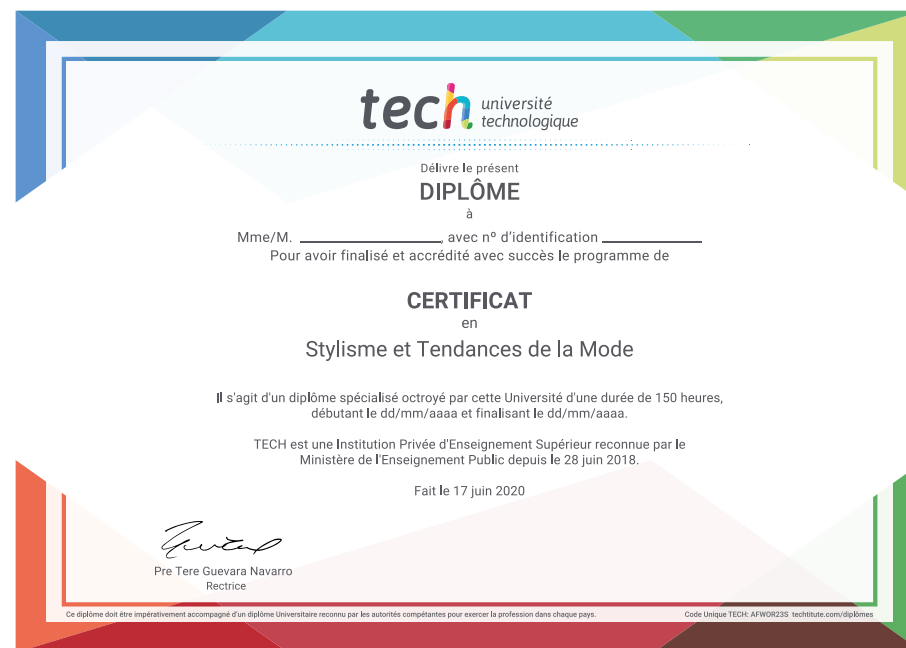 tech université
technologique
Délivre le présent
DIPLÔME
à
Mme/M. ____________________, avec nº d'identification ______________
Pour avoir finalisé et accrédité avec succès le programme de
CERTIFICAT
en
Stylisme et Tendances de la Mode
Il s'agit d'un diplôme spécialisé octroyé par cette Université d'une durée de 150 heures,
débutant le dd/mm/aaaa et finalisant le dd/mm/aaaa.
TECH est une Institution Privée d'Enseignement Supérieur reconnue par le
Ministère de l'Enseignement Public depuis le 28 juin 2018.
Fait le 17 juin 2020
Pre Tere Guevara Navarro
Rectrice
Ce diplôme doit être impérativement accompagné d'un diplôme Universitaire reconnu par les autorités compétantes pour exercer la profession dans chaque pays. Code Unique TECH: AFWOR23S techtitute.com/diplômes